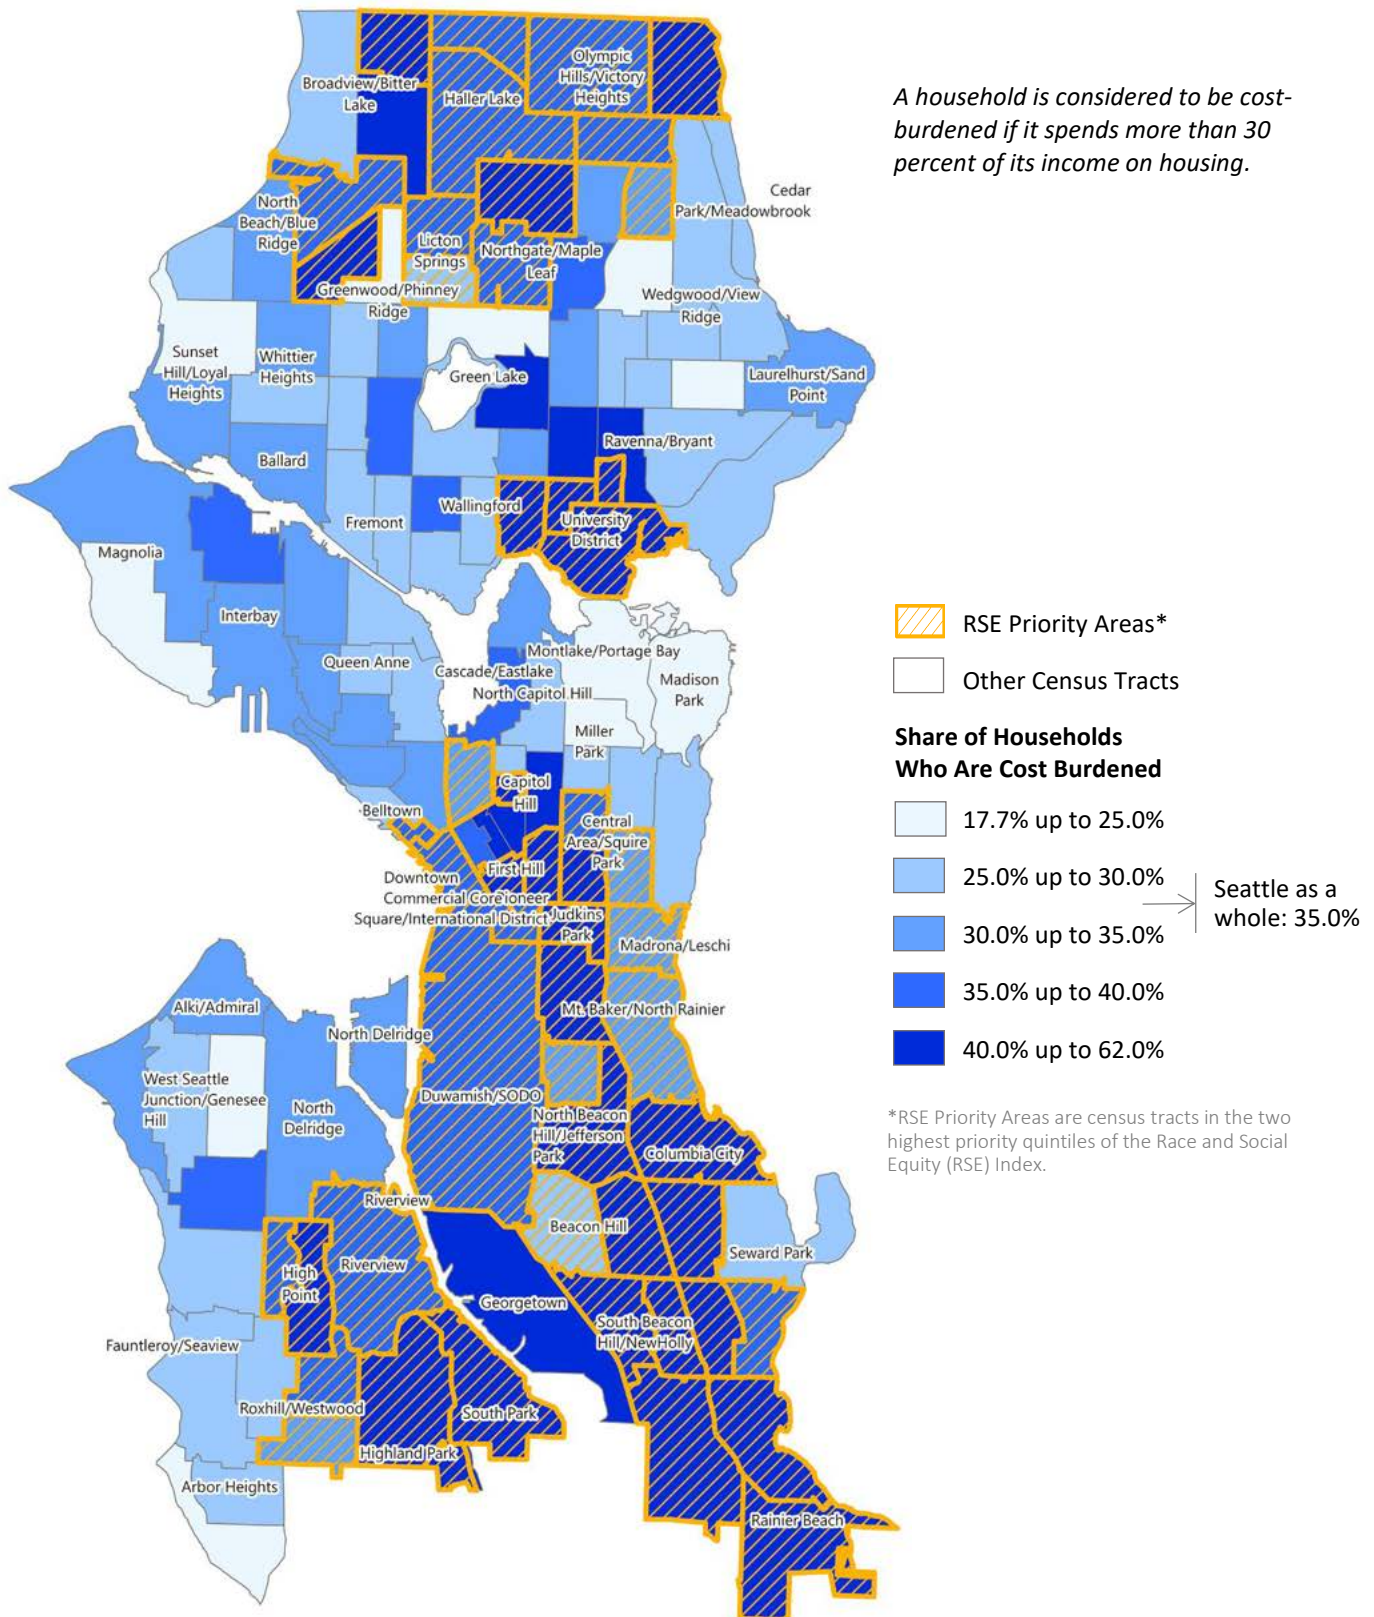 Broadview/Bitter
Lake
Haller Lake
Olympic
Hills/Victory
Heights
A household is considered to be cost-
burdened if it spends more than 30
percent of its income on housing.
Cedar
Park/Meadowbrook
North
Beach/Blue
Ridge
Licton
Springs
Northgate/Maple
Leaf
Greenwood/Phinney
Ridge
Wedgwood/View
Ridge
Sunset
Hill/Loyal
Heights
Whittier
Heights
Green Lake
Laurelhurst/Sand
Point
Ballard
Ravenna/Bryant
Fremont
Wallingford
University
District
Magnolia
Interbay
Queen Anne
Cascade/Eastlake
Montlake/Portage Bay
North Capitol Hill
Madison
Park
Miller
Park
Capitol
Hill
Belltown
Central
Area/Squire
Park
First Hill
Downtown
Commercial Core
Pioneer
Square/International District
Judkins
Park
Madrona/Leschi
Mt. Baker/North Rainier
Alki/Admiral
North Delridge
West Seattle
Junction/Genesee
Hill
North
Delridge
Duwamish/SODO
North Beacon
Hill/Jefferson
Park
Columbia City
Riverview
Beacon Hill
Seward Park
Riverview
High
Point
Georgetown
South Beacon
Hill/NewHolly
Fauntleroy/Seaview
Roxhill/Westwood
South Park
Highland Park
Arbor Heights
Rainier Beach
RSE Priority Areas*
Other Census Tracts
Share of Households
Who Are Cost Burdened
17.7% up to 25.0%
25.0% up to 30.0%
30.0% up to 35.0%
35.0% up to 40.0%
40.0% up to 62.0%
Seattle as a
whole: 35.0%
*RSE Priority Areas are census tracts in the two
highest priority quintiles of the Race and Social
Equity (RSE) Index.